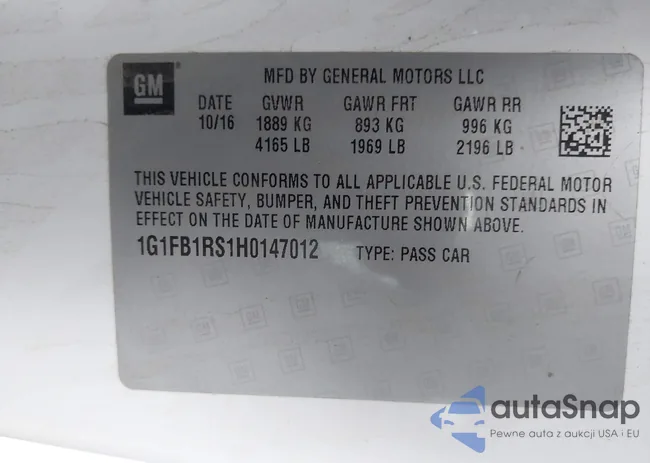 GM
MFD BY GENERAL MOTORS LLC
DATE GVWR GAWR FRT GAWR RR
10/16 1889 KG 893 KG 996 KG
4165 LB 1969 LB 2196 LB
THIS VEHICLE CONFORMS TO ALL APPLICABLE U.S. FEDERAL MOTOR
VEHICLE SAFETY, BUMPER, AND THEFT PREVENTION STANDARDS IN
EFFECT ON THE DATE OF MANUFACTURE SHOWN ABOVE.
1G1FB1RS1H0147012 TYPE: PASS CAR
autaSnap
Pewne auta z aukcji USA i EU